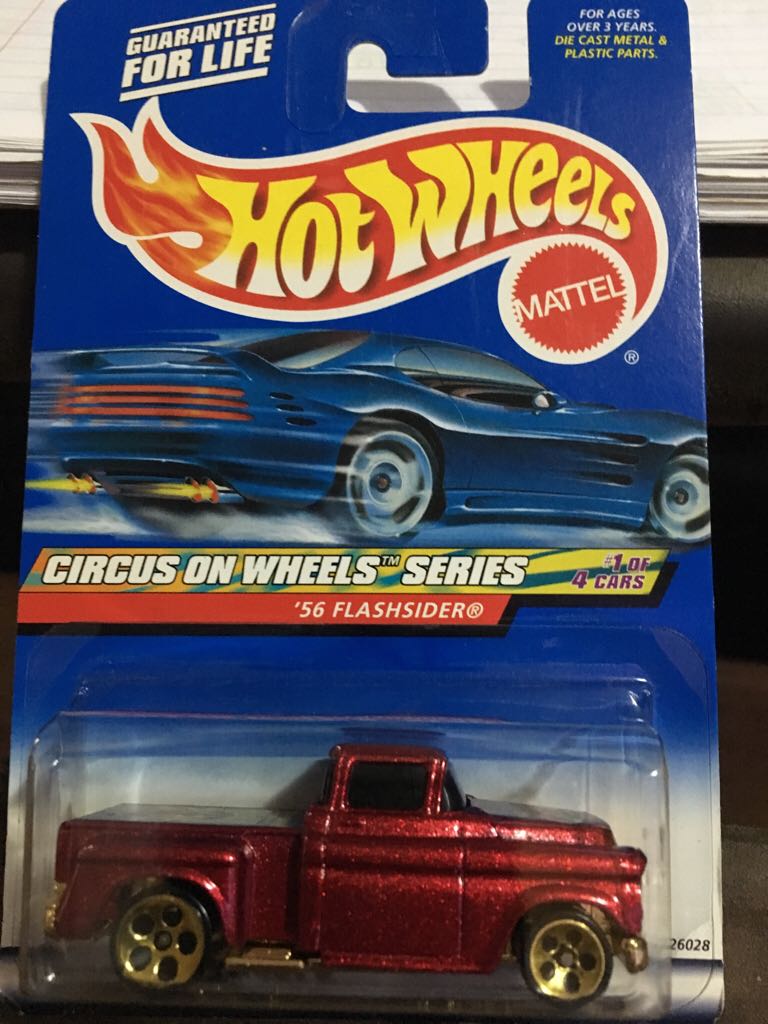 GUARANTEED
FOR LIFE
FOR AGES
OVER 3 YEARS.
DIE CAST METAL &
PLASTIC PARTS.
HOT WHEELS
MATTEL
®
CIRCUS ON WHEELS™ SERIES
#1 OF
4 CARS
'56 FLASHSIDER®
26028